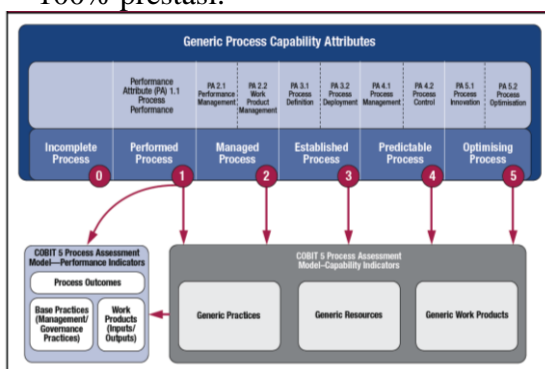 100% prestasi.
Generic Process Capability Attributes
Performance
Attribute (PA) 1.1
Process
Performance
PA 2.1
Performance
Management
PA 2.2
Work
Product
Management
PA 3.1
Process
Definition
PA 3.2
Process
Deployment
PA 4.1
Process
Management
PA 4.2
Process
Control
PA 5.1
Process
Innovation
PA 5.2
Process
Optimisation
Incomplete
Process
0
Performed
Process
1
Managed
Process
2
Established
Process
3
Predictable
Process
4
Optimising
Process
5
COBIT 5 Process Assessment
Model—Performance Indicators
Process Outcomes
Base Practices
(Management/
Governance
Practices)
Work
Products
(Inputs/
Outputs)
COBIT 5 Process Assessment
Model–Capability Indicators
Generic Practices
Generic Resources
Generic Work Products